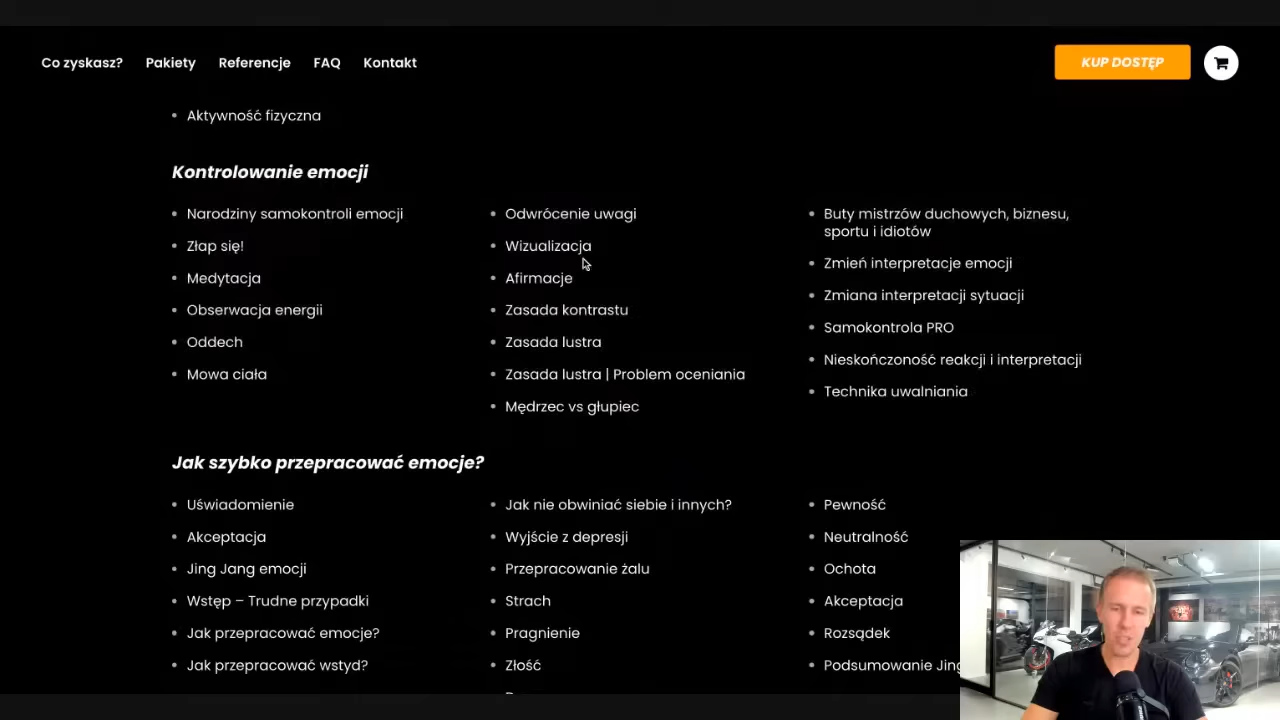 Co zyskasz? Pakiety Referencje FAQ Kontakt KUP DOSTĘP
Aktywność fizyczna
Kontrolowanie emocji
Narodziny samokontroli emocji
Złap się!
Medytacja
Obserwacja energii
Oddech
Mowa ciała
Odwrócenie uwagi
Wizualizacja
Afirmacje
Zasada kontrastu
Zasada lustra
Zasada lustra | Problem oceniania
Mędrzec vs głupiec
Buty mistrzów duchowych, biznesu,
sportu i idiotów
Zmień interpretacje emocji
Zmiana interpretacji sytuacji
Samokontrola PRO
Nieskończoność reakcji i interpretacji
Technika uwalniania
Jak szybko przepracować emocje?
Uświadomienie
Akceptacja
Jing Jang emocji
Wstęp – Trudne przypadki
Jak przepracować emocje?
Jak przepracować wstyd?
Jak nie obwiniać siebie i innych?
Wyjście z depresji
Przepracowanie żalu
Strach
Pragnienie
Złość
Pewność
Neutralność
Ochota
Akceptacja
Rozsądek
Podsumowanie Jing